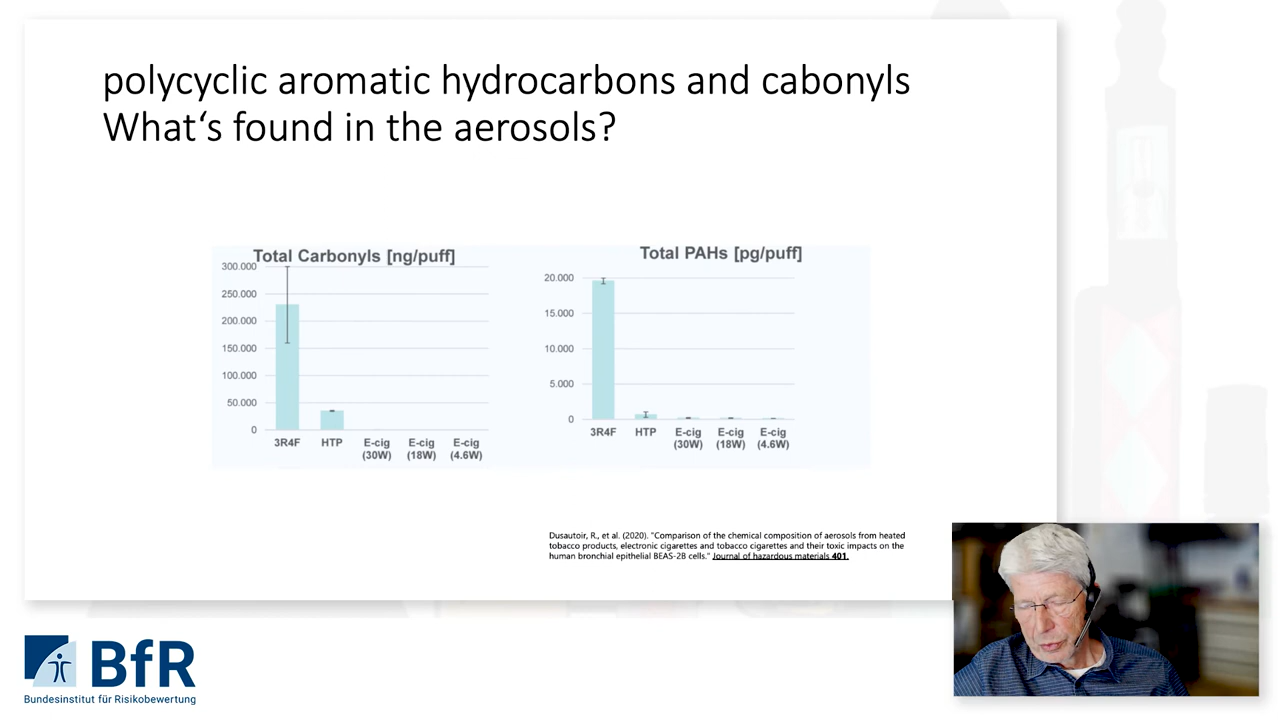 polycyclic aromatic hydrocarbons and cabonyls
What‘s found in the aerosols?
Total Carbonyls [ng/puff]
300.000
250.000
200.000
150.000
100.000
50.000
0
3R4F HTP E-cig (30W) E-cig (18W) E-cig (4.6W)
Total PAHs [pg/puff]
20.000
15.000
10.000
5.000
0
3R4F HTP E-cig (30W) E-cig (18W) E-cig (4.6W)
Dusautoir, R., et al. (2020). "Comparison of the chemical composition of aerosols from heated
tobacco products, electronic cigarettes and tobacco cigarettes and their toxic impacts on the
human bronchial epithelial BEAS-2B cells." Journal of hazardous materials 401.
BfR
Bundesinstitut für Risikobewertung